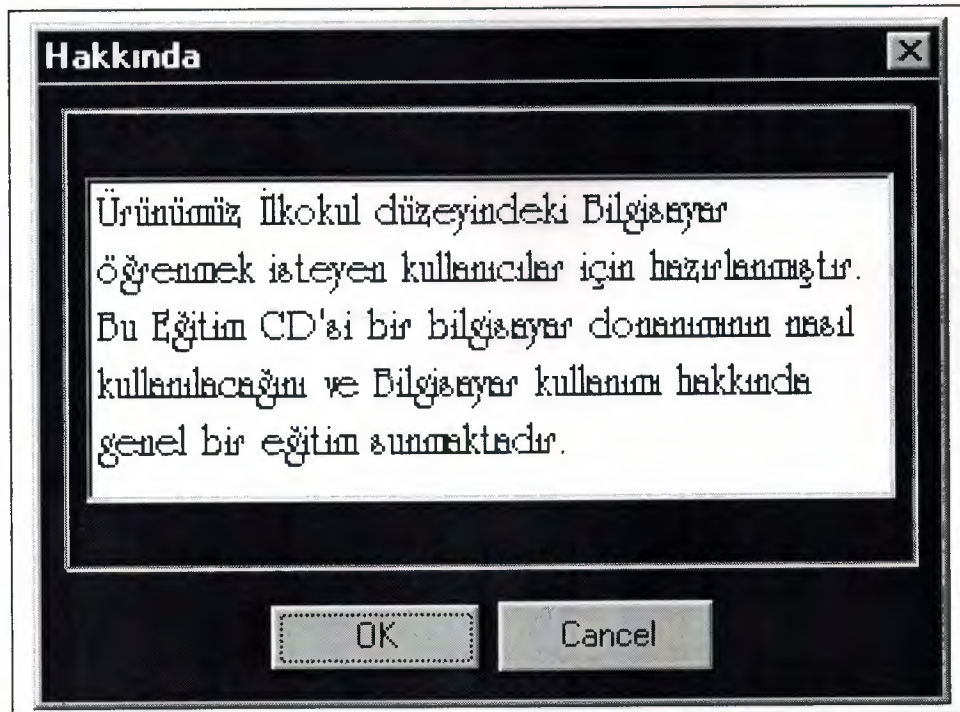 Hakkında
Ürünümüz İlkokul düzeyindeki Bilgisayar
öğrenmek isteyen kullanıcılar için hazırlanmıştır.
Bu Eğitim CD'si bir bilgisayar donanımının nasıl
kullanılacağını ve Bilgisayar kullanımı hakkında
genel bir eğitim sunmaktadır.
OK
Cancel